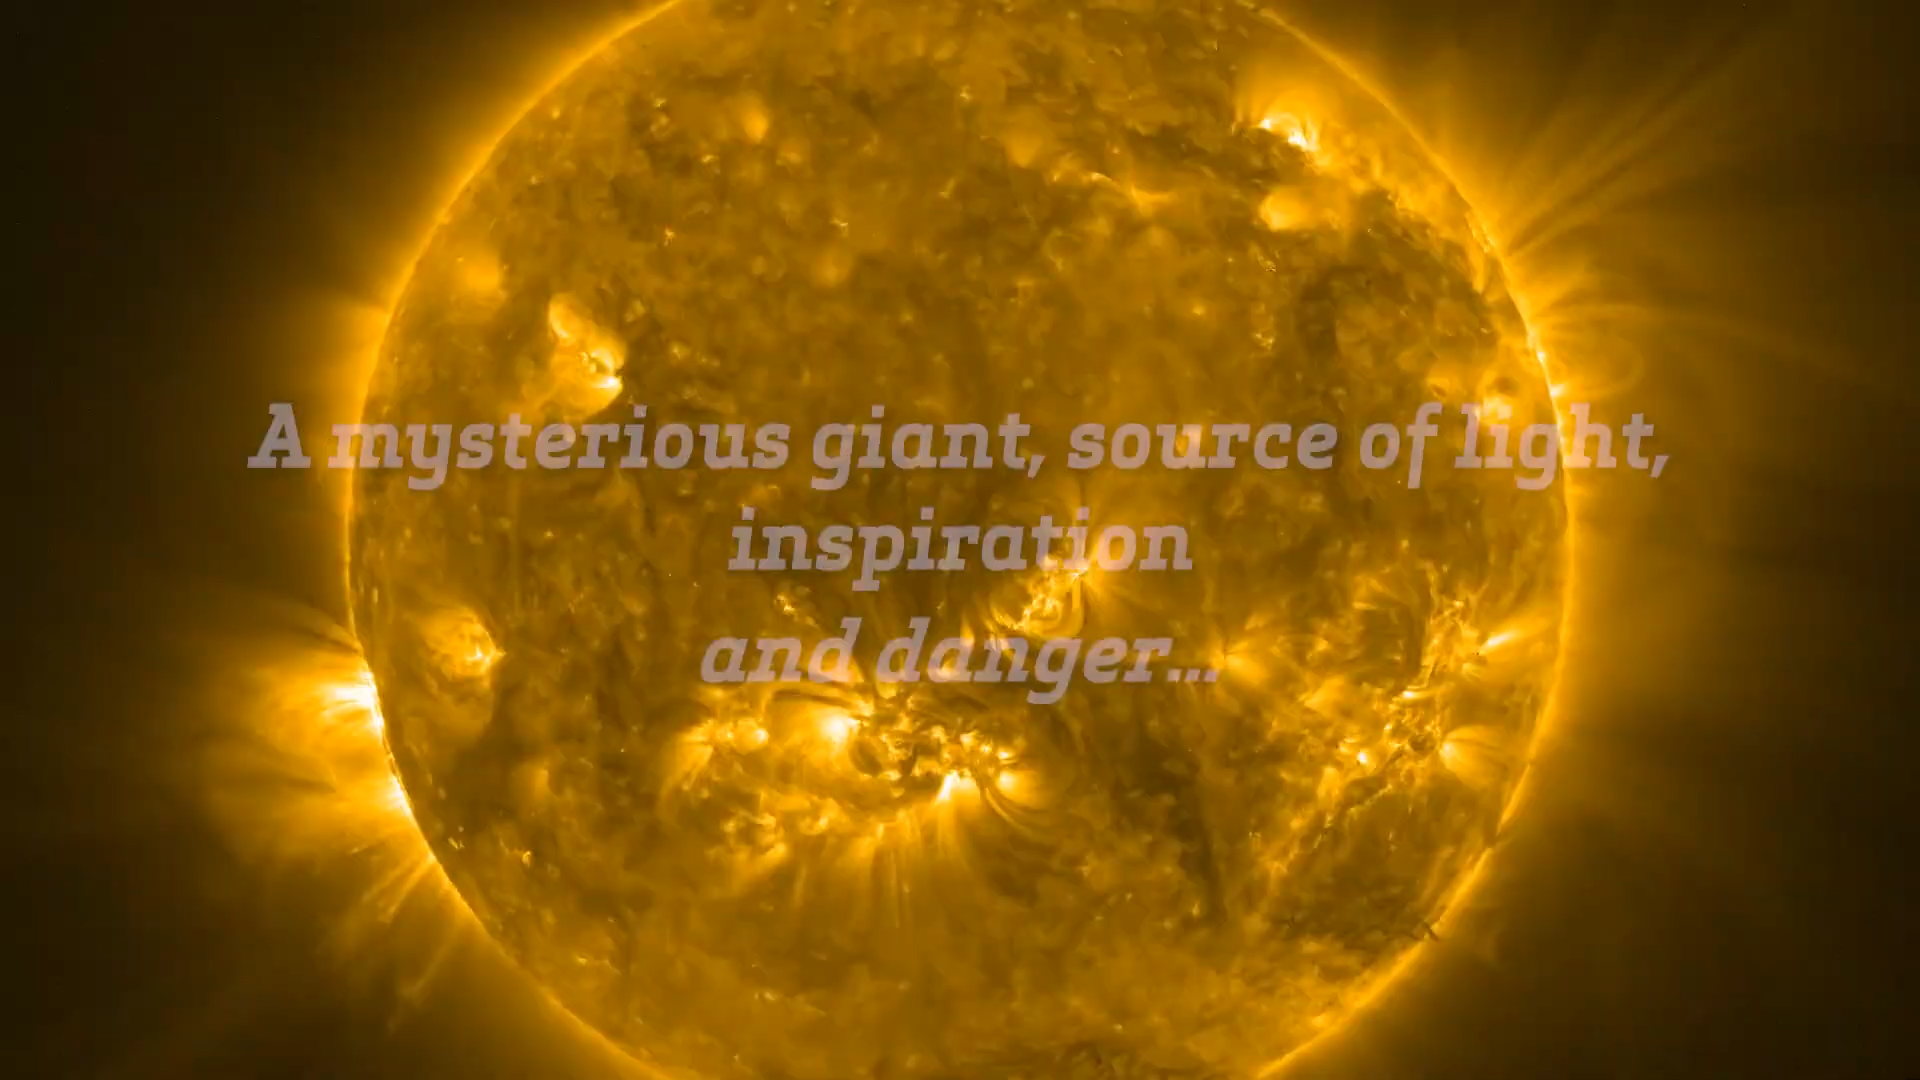 A mysterious giant, source of light,
inspiration
and danger...